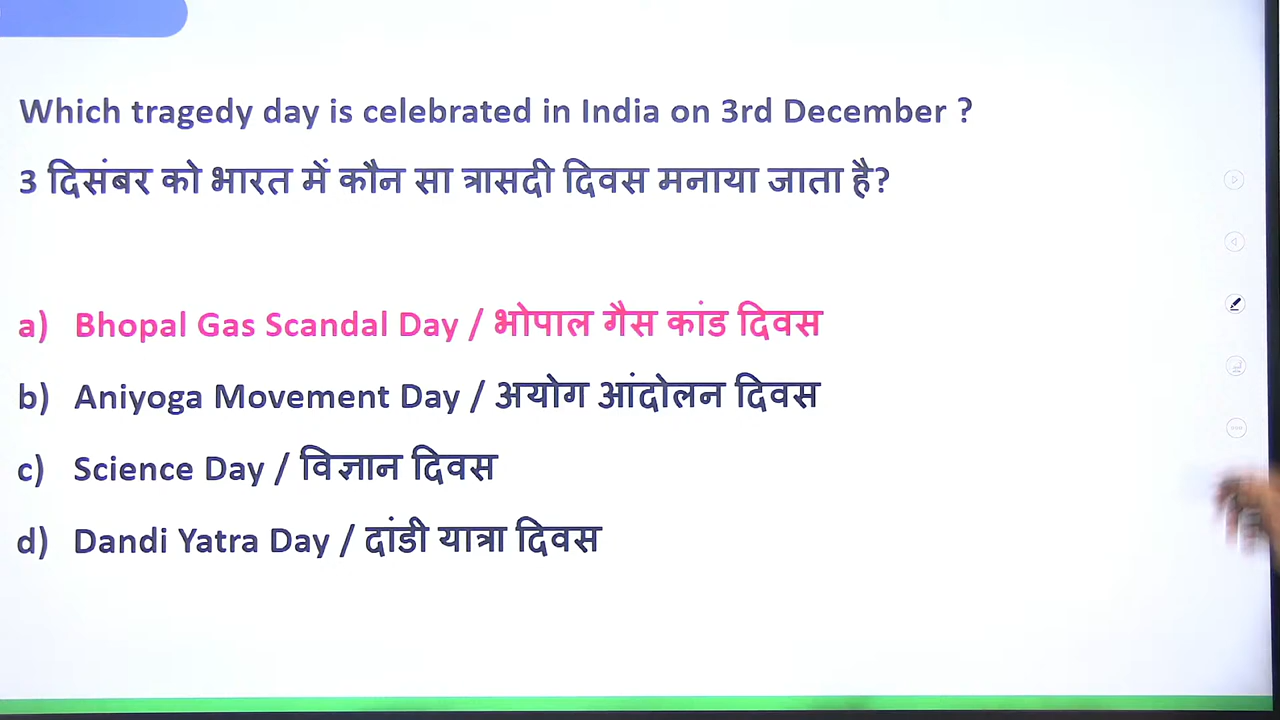 Which tragedy day is celebrated in India on 3rd December ?
3 दिसंबर को भारत में कौन सा त्रासदी दिवस मनाया जाता है?
a) Bhopal Gas Scandal Day / भोपाल गैस कांड दिवस
b) Aniyoga Movement Day / अयोग आंदोलन दिवस
c) Science Day / विज्ञान दिवस
d) Dandi Yatra Day / दांडी यात्रा दिवस